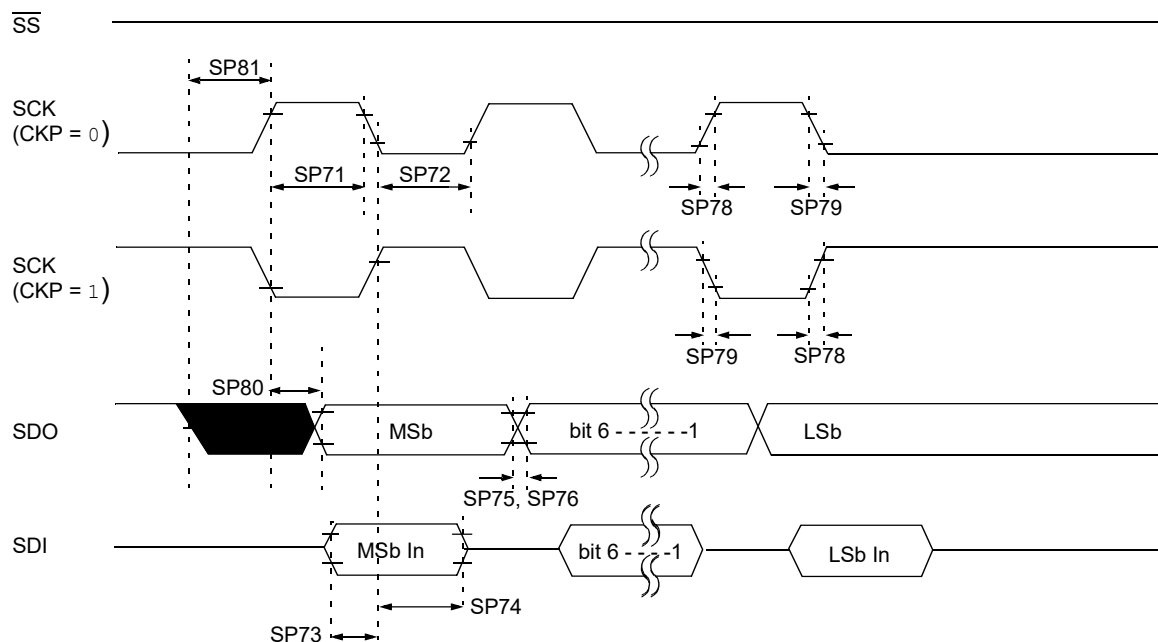 SS
SP81
SCK
(CKP = 0)
SP71
SP72
SP78
SP79
SCK
(CKP = 1)
SP79
SP78
SP80
SDO
MSb
bit 6 - - - - - - -1
LSb
SP75, SP76
SDI
MSb In
bit 6 - - - - -1
LSb In
SP74
SP73